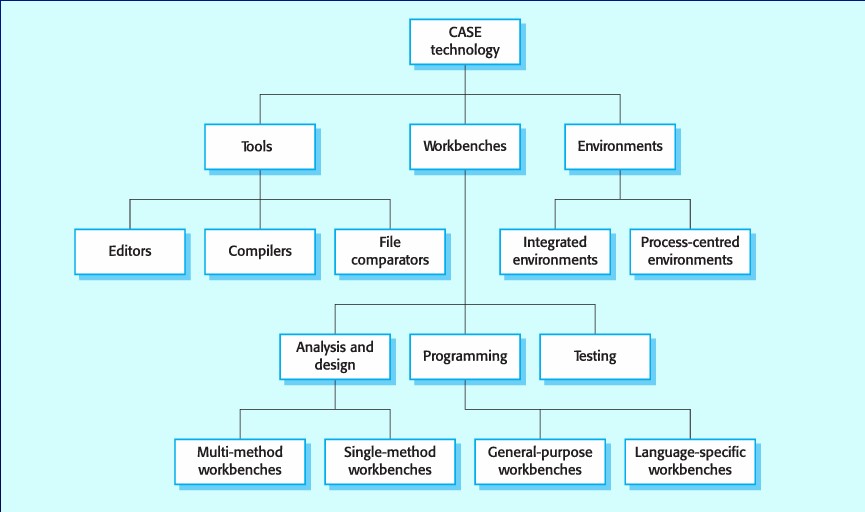 CASE
technology
Tools
Workbenches
Environments
Editors
Compilers
File
comparators
Integrated
environments
Process-centred
environments
Analysis and
design
Programming
Testing
Multi-method
workbenches
Single-method
workbenches
General-purpose
workbenches
Language-specific
workbenches